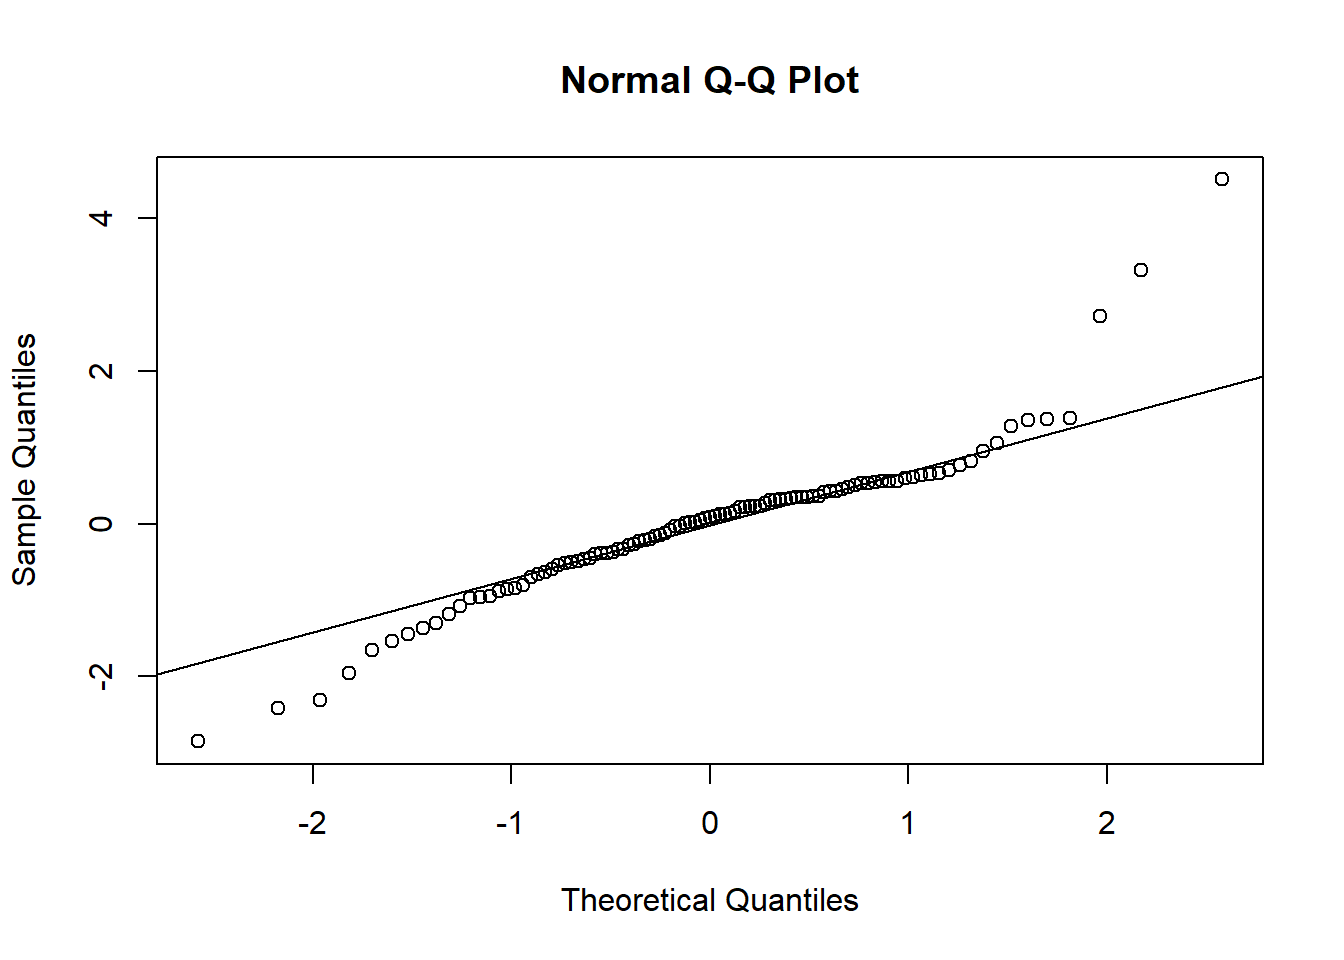 Normal Q-Q Plot
Sample Quantiles
4
2
0
-2
-2 -1 0 1 2
Theoretical Quantiles